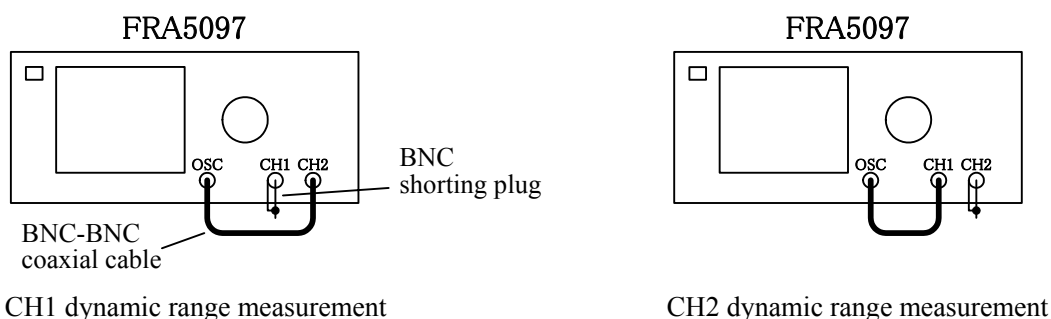 FRA5097
OSC CH1 CH2
BNC
shorting plug
BNC-BNC
coaxial cable
CH1 dynamic range measurement
FRA5097
OSC CH1 CH2
CH2 dynamic range measurement